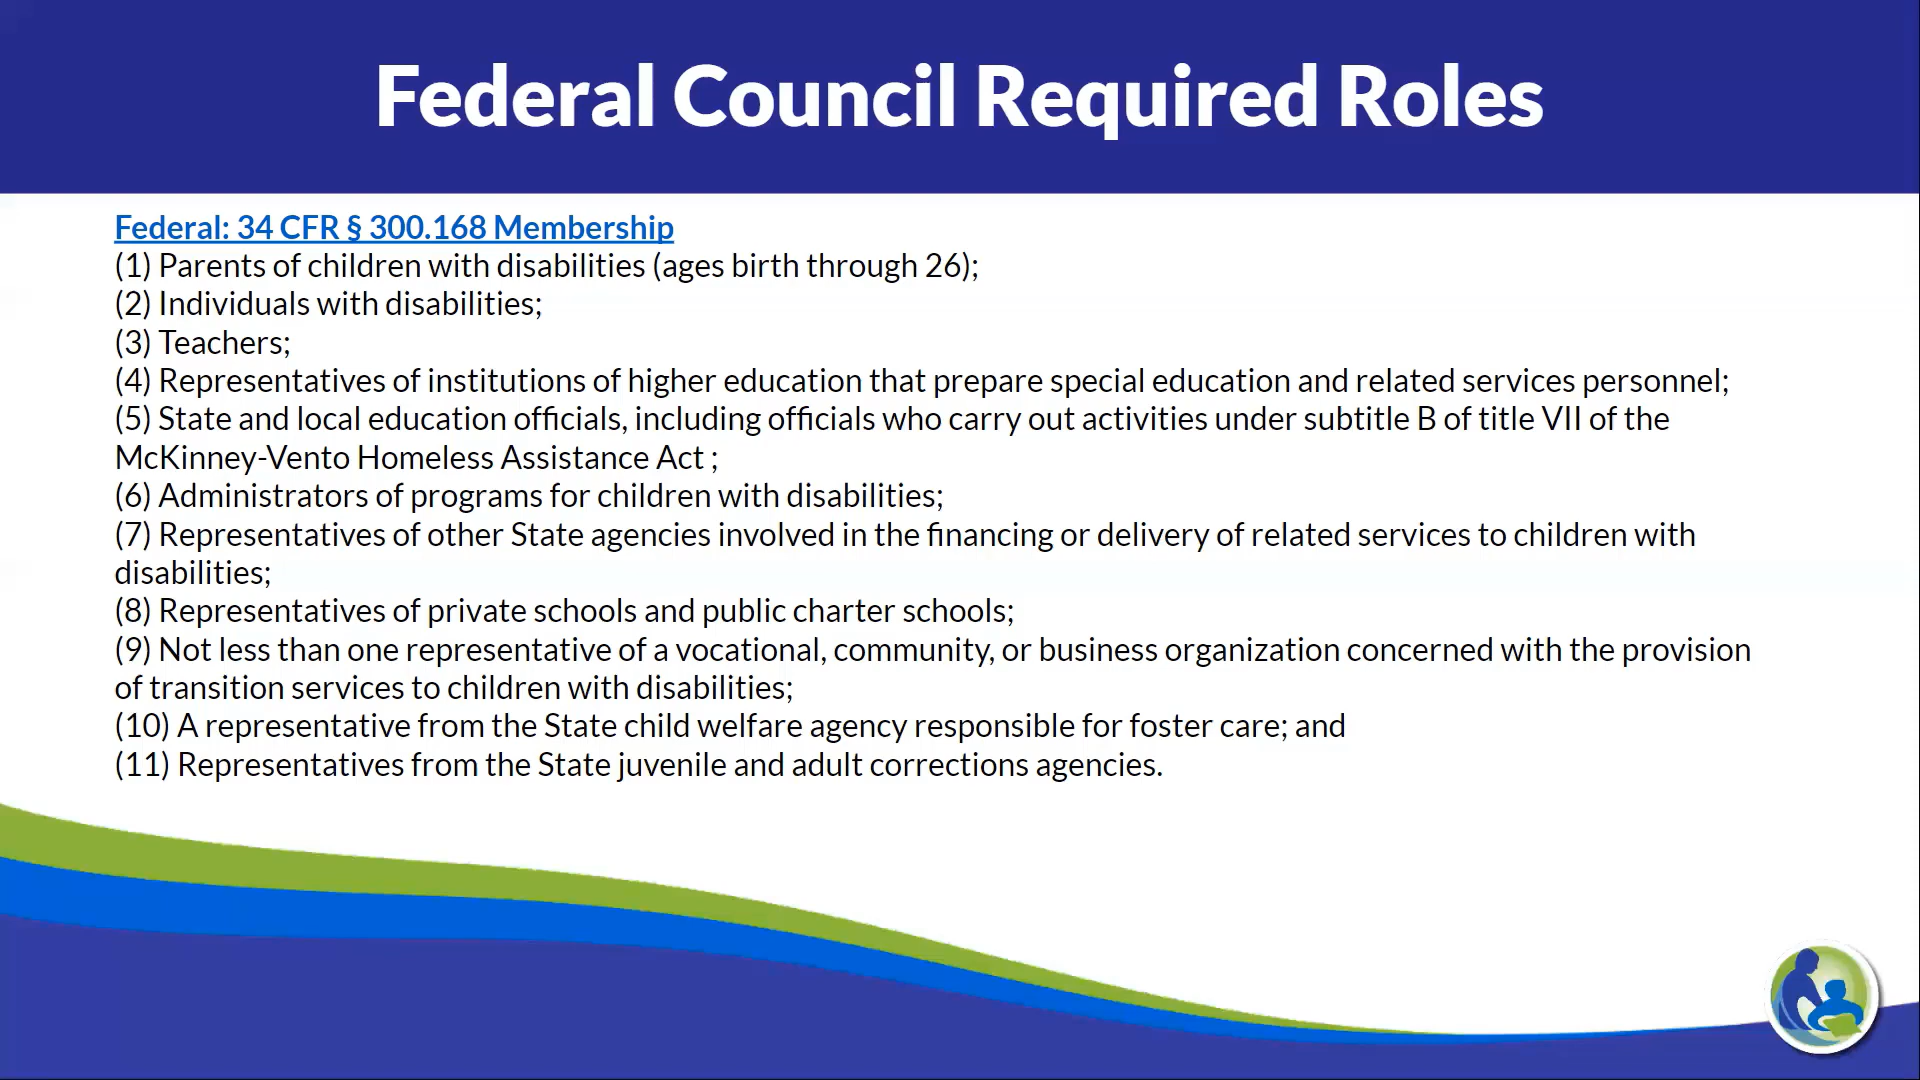 Federal Council Required Roles
Federal: 34 CFR § 300.168 Membership
(1) Parents of children with disabilities (ages birth through 26);
(2) Individuals with disabilities;
(3) Teachers;
(4) Representatives of institutions of higher education that prepare special education and related services personnel;
(5) State and local education officials, including officials who carry out activities under subtitle B of title VII of the
McKinney-Vento Homeless Assistance Act ;
(6) Administrators of programs for children with disabilities;
(7) Representatives of other State agencies involved in the financing or delivery of related services to children with
disabilities;
(8) Representatives of private schools and public charter schools;
(9) Not less than one representative of a vocational, community, or business organization concerned with the provision
of transition services to children with disabilities;
(10) A representative from the State child welfare agency responsible for foster care; and
(11) Representatives from the State juvenile and adult corrections agencies.